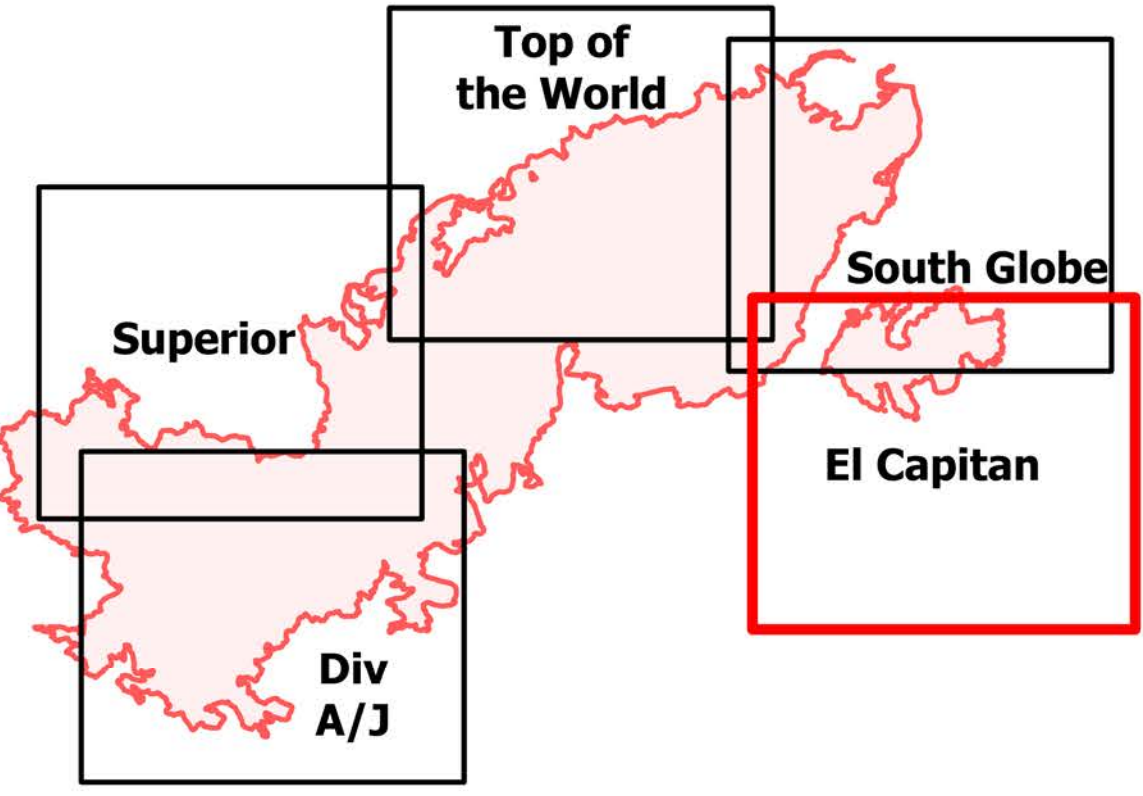 Top of
the World
South Globe
Superior
El Capitan
Div
A/J